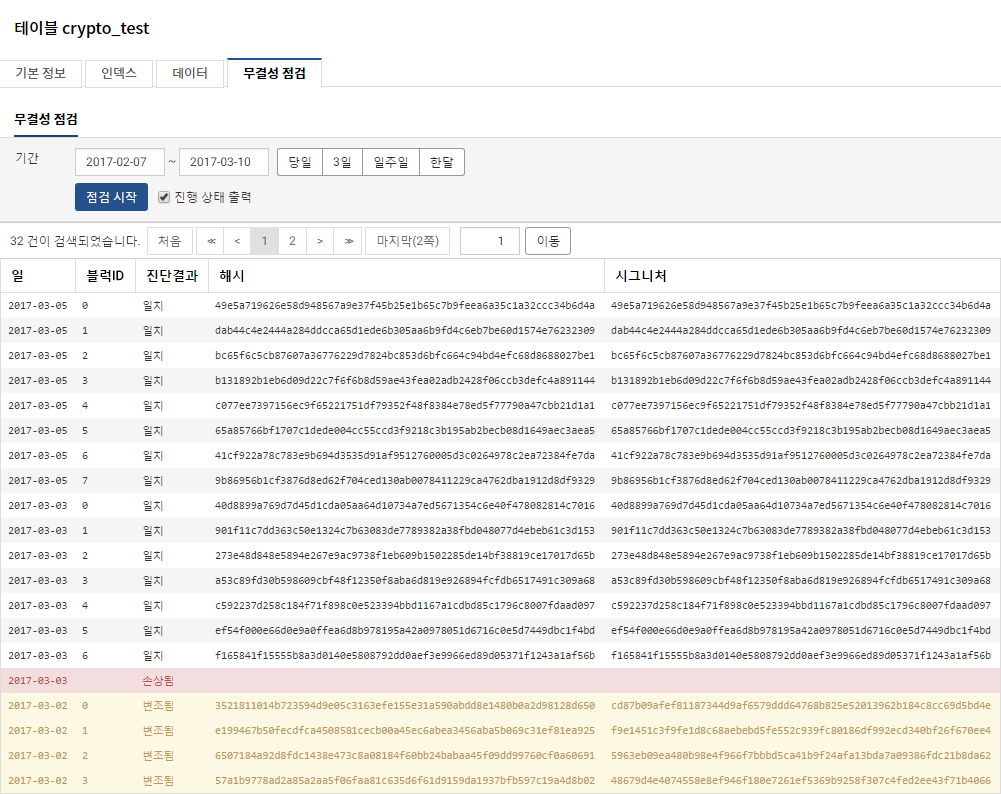 테이블 crypto_test
기본 정보 인덱스 데이터 무결성 점검
무결성 점검
기간 2017-02-07 ~ 2017-03-10 당일 3일 일주일 한달
점검 시작 진행 상태 출력
32 건이 검색되었습니다. 처음 ≪ < 1 2 > ≫ 마지막(2쪽) 1 이동
일 블럭ID 진단결과 해시 시그니처
2017-03-05 0 일치 49e5a719626e58d948567a9e37f45b25e1b65c7b9feea6a35c1a32ccc34b6d4a 49e5a719626e58d948567a9e37f45b25e1b65c7b9feea6a35c1a32ccc34b6d4a
2017-03-05 1 일치 dab44c4e2444a284ddcca65d1ede6b305aa6b9fd4c6eb7be60d1574e76232309 dab44c4e2444a284ddcca65d1ede6b305aa6b9fd4c6eb7be60d1574e76232309
2017-03-05 2 일치 bc65f6c5cb87607a36776229d7824bc853d6bfc664c94bd4efc68d8688027be1 bc65f6c5cb87607a36776229d7824bc853d6bfc664c94bd4efc68d8688027be1
2017-03-05 3 일치 b131892b1eb6d09d22c7f6f6b8d59ae43fea02adb2428f06ccb3defc4a891144 b131892b1eb6d09d22c7f6f6b8d59ae43fea02adb2428f06ccb3defc4a891144
2017-03-05 4 일치 c077ee7397156ec9f65221751df79352f48f8384e78ed5f77790a47cbb21d1a1 c077ee7397156ec9f65221751df79352f48f8384e78ed5f77790a47cbb21d1a1
2017-03-05 5 일치 65a85766bf1707c1dede004cc55ccd3f9218c3b195ab2becb08d1649aec3aea5 65a85766bf1707c1dede004cc55ccd3f9218c3b195ab2becb08d1649aec3aea5
2017-03-05 6 일치 41cf922a78c783e9b694d3535d91af9512760005d3c0264978c2ea72384fe7da 41cf922a78c783e9b694d3535d91af9512760005d3c0264978c2ea72384fe7da
2017-03-05 7 일치 9b86956b1cf3876d8ed62f704ced130ab0078411229ca4762dba1912d8df9329 9b86956b1cf3876d8ed62f704ced130ab0078411229ca4762dba1912d8df9329
2017-03-03 0 일치 40d8899a769d7d45d1cda05aa64d10734a7ed5671354c6e40f478082814c7016 40d8899a769d7d45d1cda05aa64d10734a7ed5671354c6e40f478082814c7016
2017-03-03 1 일치 901f11c7dd363c50e1324c7b63083de7789382a38fbd048077d4ebeb61c3d153 901f11c7dd363c50e1324c7b63083de7789382a38fbd048077d4ebeb61c3d153
2017-03-03 2 일치 273e48d848e5894e267e9ac9738f1eb609b1502285de14bf38819ce17017d65b 273e48d848e5894e267e9ac9738f1eb609b1502285de14bf38819ce17017d65b
2017-03-03 3 일치 a53c89fd30b598609cbf48f12350f8aba6d819e926894fcfdb6517491c309a68 a53c89fd30b598609cbf48f12350f8aba6d819e926894fcfdb6517491c309a68
2017-03-03 4 일치 c592237d258c184f71f898c0e523394bbd1167a1cdbd85c1796c8007fdaad097 c592237d258c184f71f898c0e523394bbd1167a1cdbd85c1796c8007fdaad097
2017-03-03 5 일치 ef54f000e66d0e9a0ffea6d8b978195a42a0978051d6716c0e5d7449dbc1f4bd ef54f000e66d0e9a0ffea6d8b978195a42a0978051d6716c0e5d7449dbc1f4bd
2017-03-03 6 일치 f165841f15555b8a3d0140e5808792dd0aef3e9966ed89d05371f1243a1af56b f165841f15555b8a3d0140e5808792dd0aef3e9966ed89d05371f1243a1af56b
2017-03-03 손상됨
2017-03-02 0 변조됨 3521811014b723594d9e05c3163efe155e31a590abdd8e1480b0a2d98128d650 cd87b09afef81187344d9af6579ddd64768b825e52013962b184c8cc69d5bd4e
2017-03-02 1 변조됨 e199467b50fecdfca4508581cecb00a45ec6abea3456aba5b069c31ef81ea925 f9e1451c3f9fe1d8c68aebebd5fe552c939fc80186df992ecd340bf26f670ee4
2017-03-02 2 변조됨 6507184a92d8fdc1438e473c8a08184f60bb24babaa45f09dd99760cf0a60691 5963eb09ea480b98e4f966f7bbbd5ca41b9f24afa13bda7a09386fdc21b8da62
2017-03-02 3 변조됨 57a1b9778ad2a85a2aa5f06faa81c635d6f61d9159da1937bfb597c19a4d8b02 48679d4e4074558e8ef946f180e7261ef5369b9258f307c4fed2ee43f71b4066